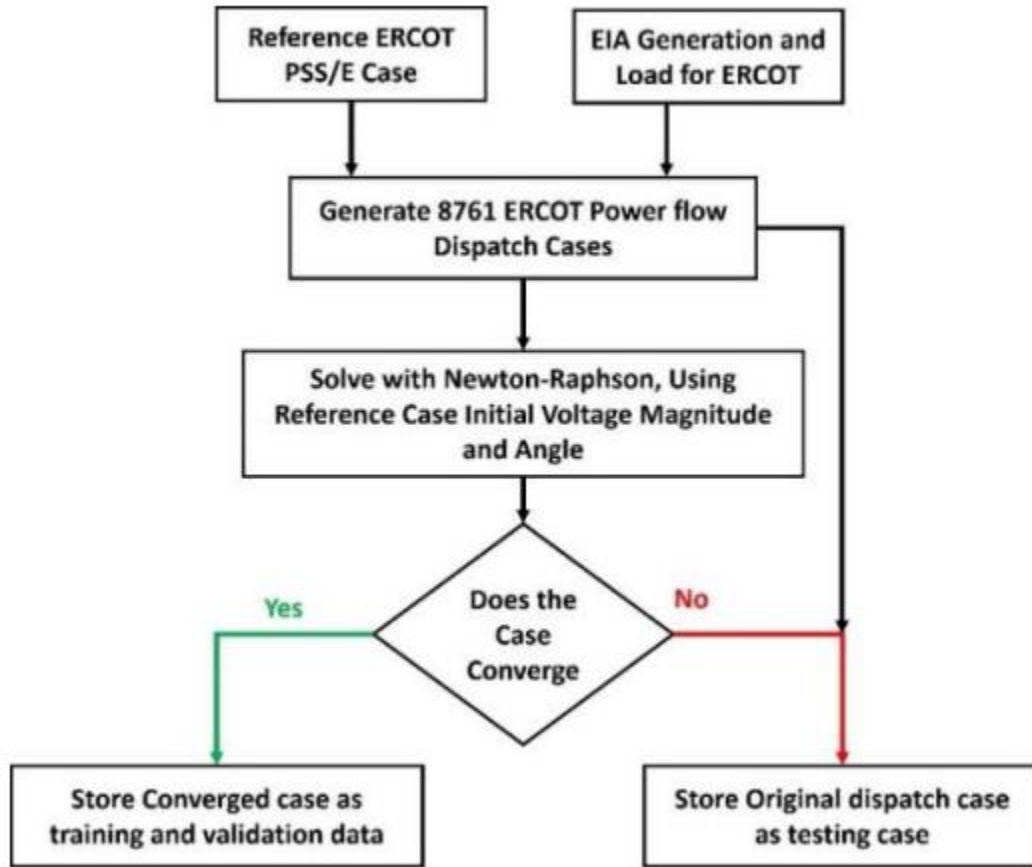 Reference ERCOT
PSS/E Case
EIA Generation and
Load for ERCOT
Generate 8761 ERCOT Power flow
Dispatch Cases
Solve with Newton-Raphson, Using
Reference Case Initial Voltage Magnitude
and Angle
Does the
Case
Converge
Yes
No
Store Converged case as
training and validation data
Store Original dispatch case
as testing case